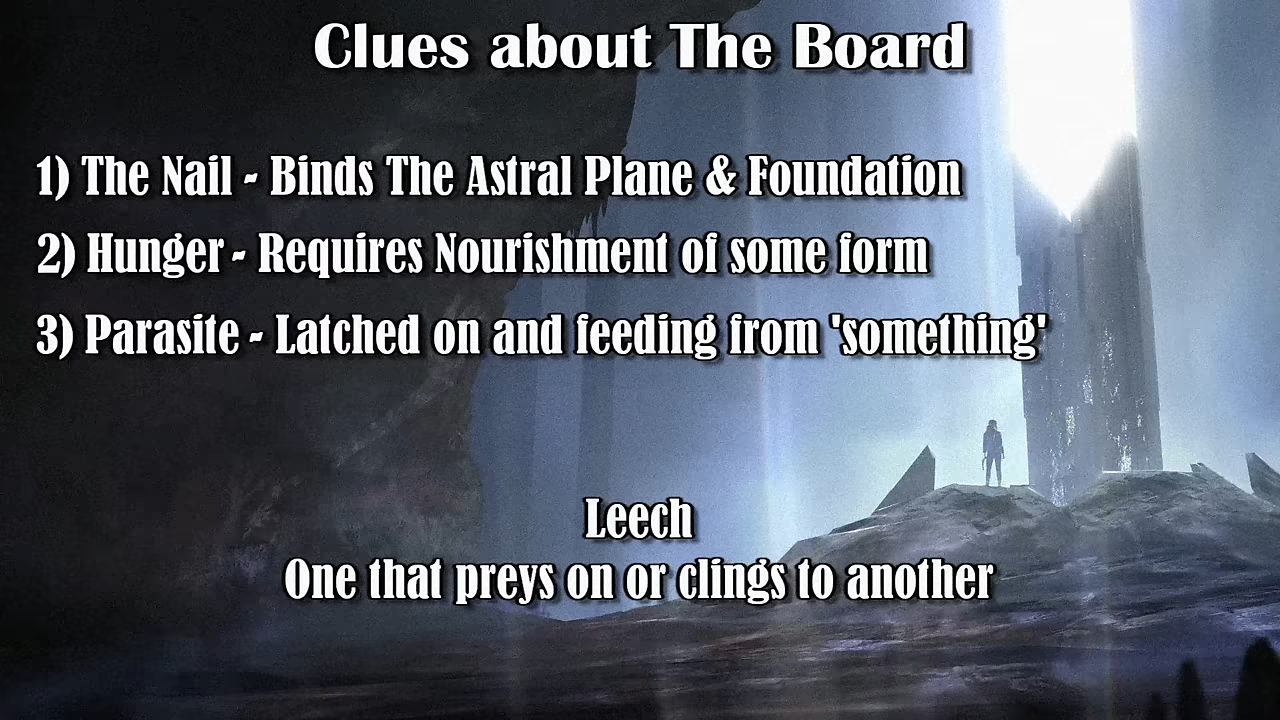 Clues about The Board
1) The Nail - Binds The Astral Plane & Foundation
2) Hunger - Requires Nourishment of some form
3) Parasite - Latched on and feeding from 'something'
Leech
One that preys on or clings to another